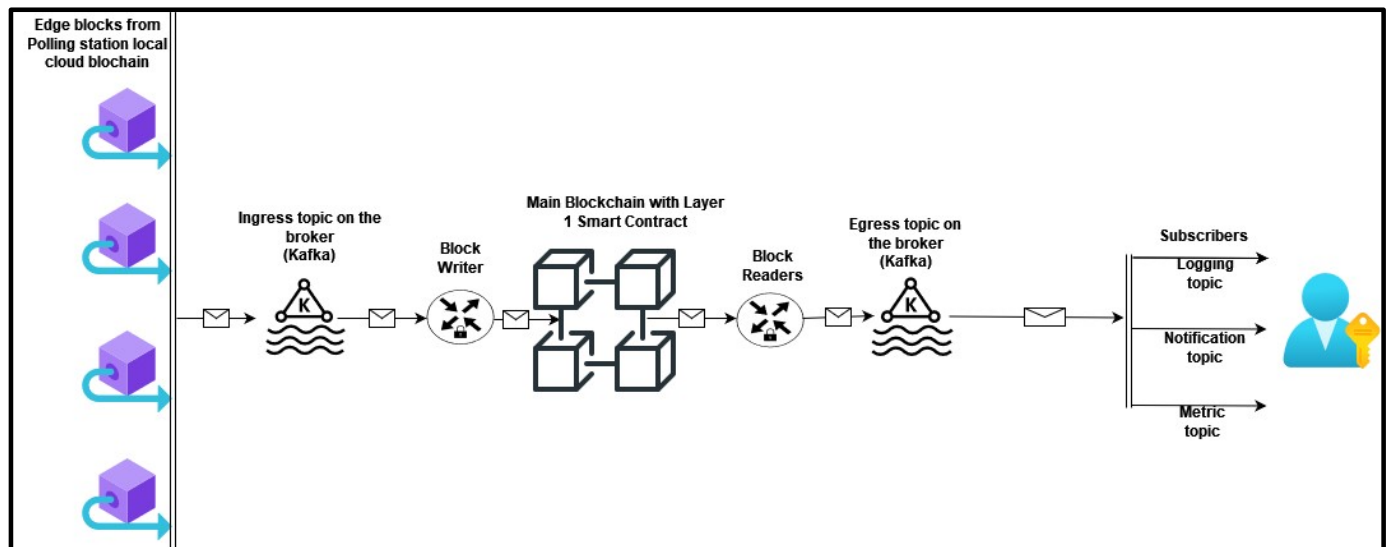 Edge blocks from
Polling station local
cloud blochain
Ingress topic on the
broker
(Kafka)
K
Block
Writer
Main Blockchain with Layer
1 Smart Contract
Block
Readers
Egress topic on
the broker
(Kafka)
K
Subscribers
Logging
topic
Notification
topic
Metric
topic